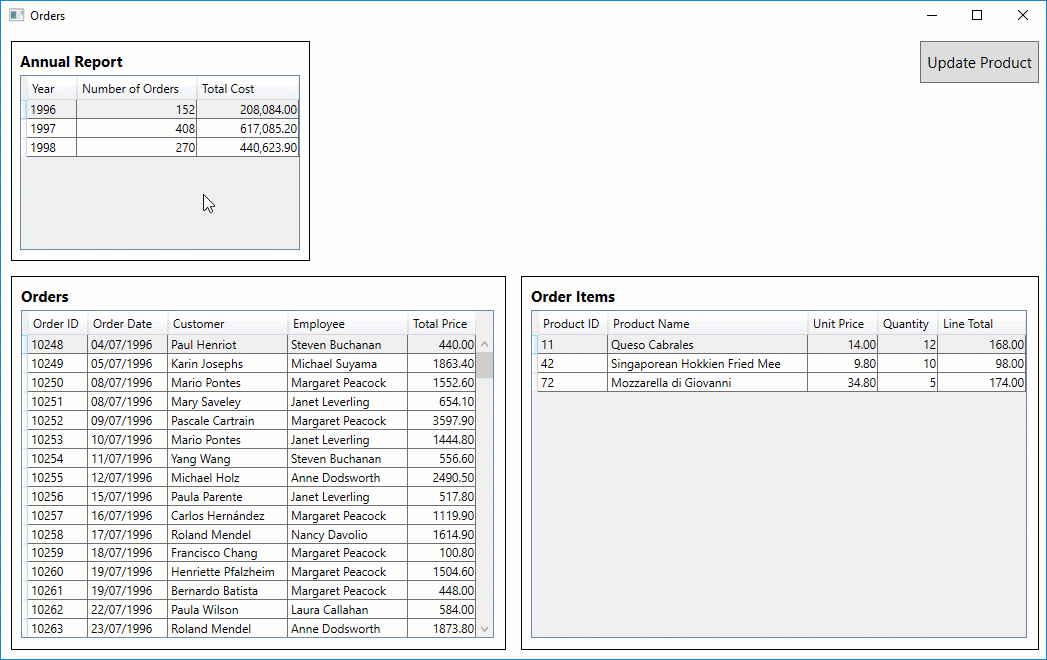 Orders
Update Product
Annual Report
Year Number of Orders Total Cost
1996 152 208,084.00
1997 408 617,085.20
1998 270 440,623.90
Orders
Order ID Order Date Customer Employee Total Price
10248 04/07/1996 Paul Henriot Steven Buchanan 440.00
10249 05/07/1996 Karin Josephs Michael Suyama 1863.40
10250 08/07/1996 Mario Pontes Margaret Peacock 1552.60
10251 08/07/1996 Mary Saveley Janet Leverling 654.10
10252 09/07/1996 Pascale Cartrain Margaret Peacock 3597.90
10253 10/07/1996 Mario Pontes Janet Leverling 1444.80
10254 11/07/1996 Yang Wang Steven Buchanan 556.60
10255 12/07/1996 Michael Holz Anne Dodsworth 2490.50
10256 15/07/1996 Paula Parente Janet Leverling 517.80
10257 16/07/1996 Carlos Hernández Margaret Peacock 1119.90
10258 17/07/1996 Roland Mendel Nancy Davolio 1614.90
10259 18/07/1996 Francisco Chang Margaret Peacock 100.80
10260 19/07/1996 Henriette Pfalzheim Margaret Peacock 1504.60
10261 19/07/1996 Bernardo Batista Margaret Peacock 448.00
10262 22/07/1996 Paula Wilson Laura Callahan 584.00
10263 23/07/1996 Roland Mendel Anne Dodsworth 1873.80
Order Items
Product ID Product Name Unit Price Quantity Line Total
11 Queso Cabrales 14.00 12 168.00
42 Singaporean Hokkien Fried Mee 9.80 10 98.00
72 Mozzarella di Giovanni 34.80 5 174.00